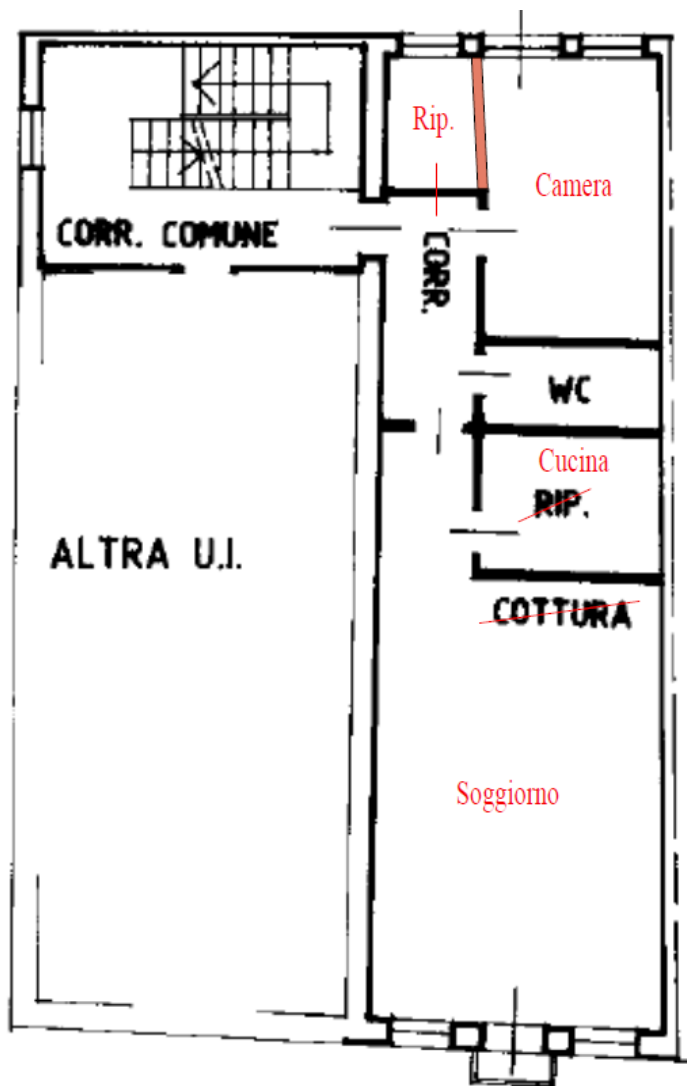 Rip.
Camera
CORR. COMUNE
CORR.
WC
Cucina
RIP.
ALTRA U.I.
COTTURA
Soggiorno